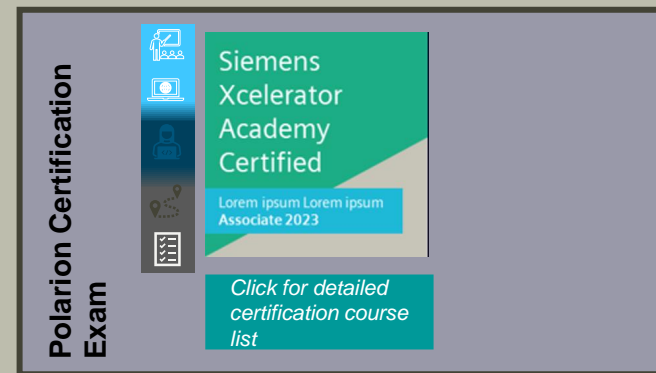 Polarion Certification
Exam
Siemens
Xcelerator
Academy
Certified
Lorem ipsum Lorem ipsum
Associate 2023
Click for detailed
certification course
list